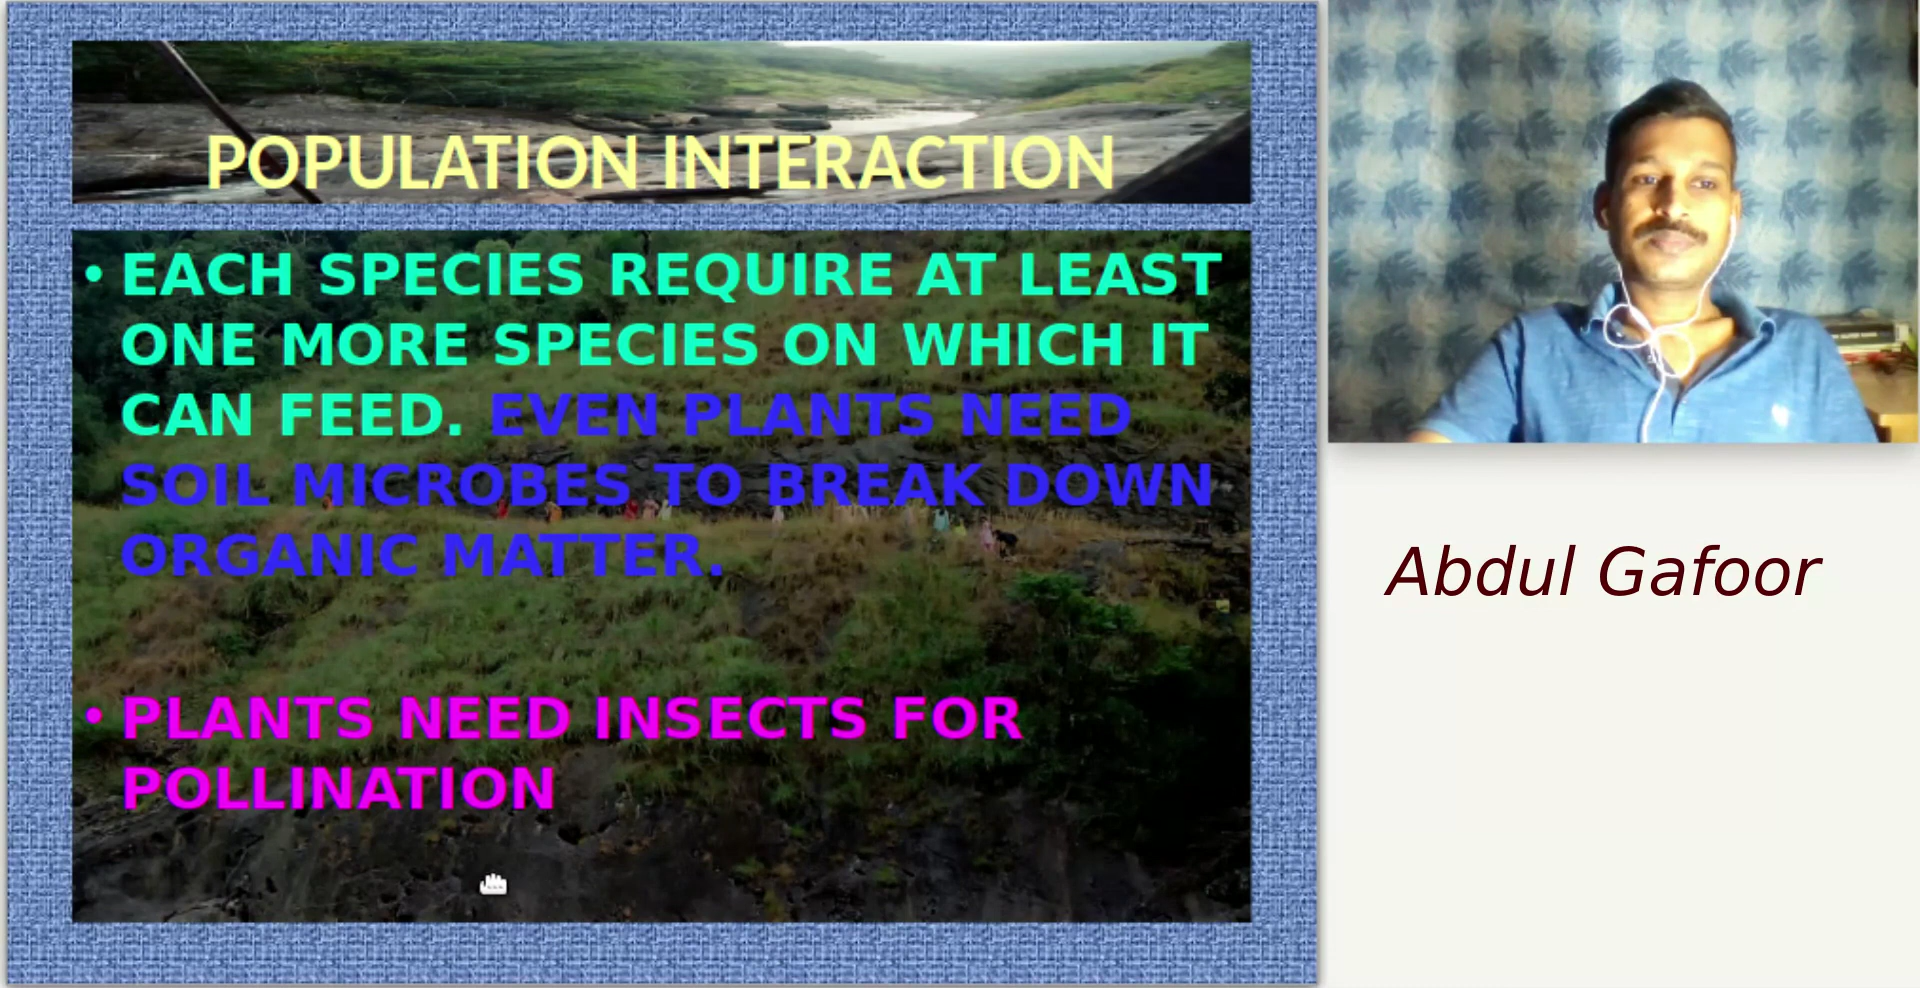 POPULATION INTERACTION
• EACH SPECIES REQUIRE AT LEAST
ONE MORE SPECIES ON WHICH IT
CAN FEED. EVEN PLANTS NEED
SOIL MICROBES TO BREAK DOWN
ORGANIC MATTER.
• PLANTS NEED INSECTS FOR
POLLINATION
Abdul Gafoor